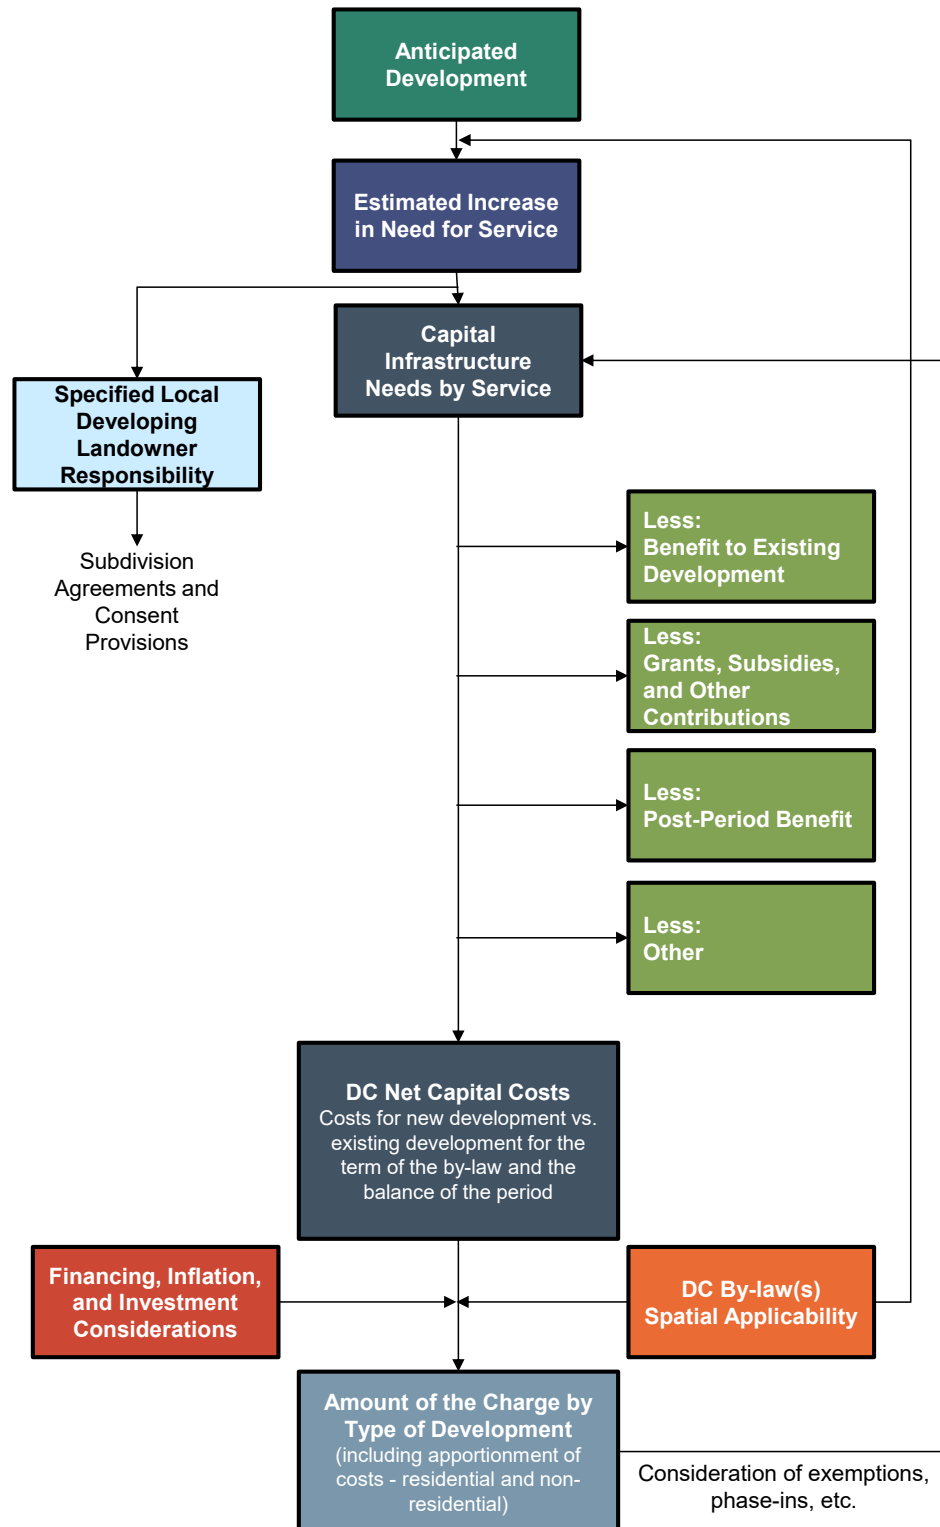 Anticipated
Development
Estimated Increase
in Need for Service
Capital
Infrastructure
Needs by Service
Specified Local
Developing
Landowner
Responsibility
Subdivision
Agreements and
Consent
Provisions
Less:
Benefit to Existing
Development
Less:
Grants, Subsidies,
and Other
Contributions
Less:
Post-Period Benefit
Less:
Other
DC Net Capital Costs
Costs for new development vs.
existing development for the
term of the by-law and the
balance of the period
Financing, Inflation,
and Investment
Considerations
DC By-law(s)
Spatial Applicability
Amount of the Charge by
Type of Development
(including apportionment of
costs - residential and non-
residential)
Consideration of exemptions,
phase-ins, etc.